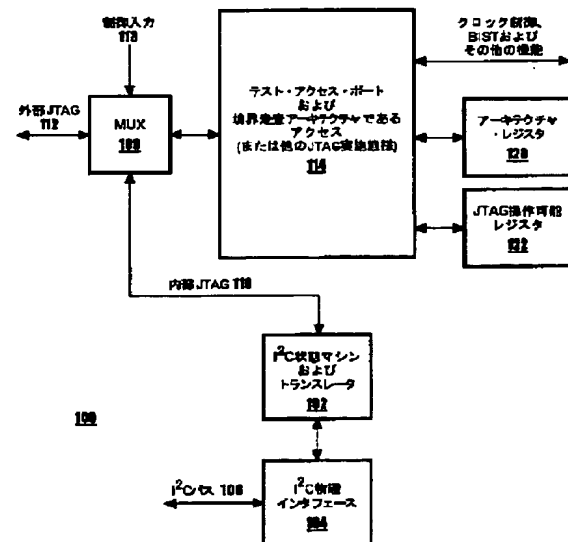 制御入力
113
外部JTAG
112
MUX
テスト・アクセス・ポート
および
境界走査アーキテクチャである
アクセス
(または他のJTAG実施態様)
114
クロック制御、
BISTおよび
その他の機能
アーキテクチャ
・レジスタ
120
JTAG操作可能
レジスタ
122
内部JTAG 110
I²C状態マシン
および
トランスレータ
102
100
I²Cバス 106
I²C物理
インタフェース
104